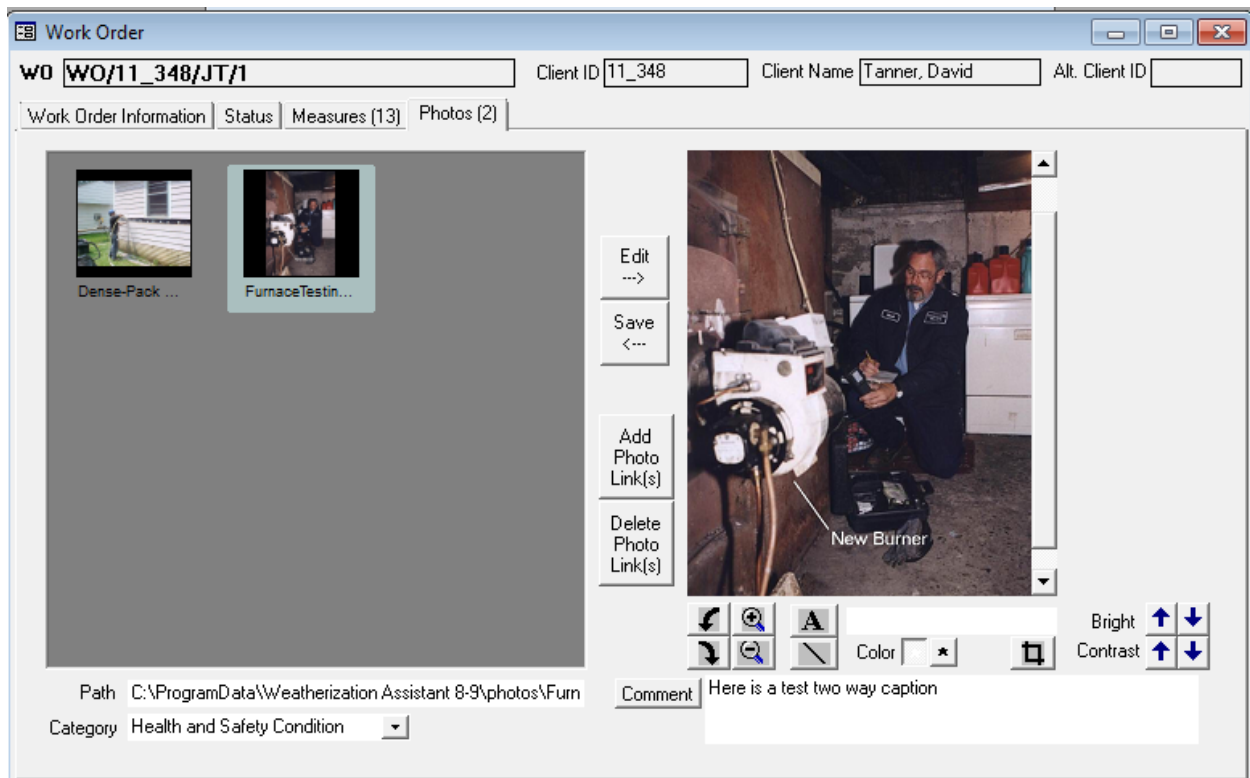 Work Order
WO WO/11_348/JT/1 Client ID 11_348 Client Name Tanner, David Alt. Client ID
Work Order Information Status Measures (13) Photos (2)
Dense-Pack ... FurnaceTestin...
Edit
--->
Save
<---
Add
Photo
Link(s)
Delete
Photo
Link(s)
New Burner
A
Bright
Color * Contrast
Path C:\ProgramData\Weatherization Assistant 8-9\photos\Furn
Comment Here is a test two way caption
Category Health and Safety Condition